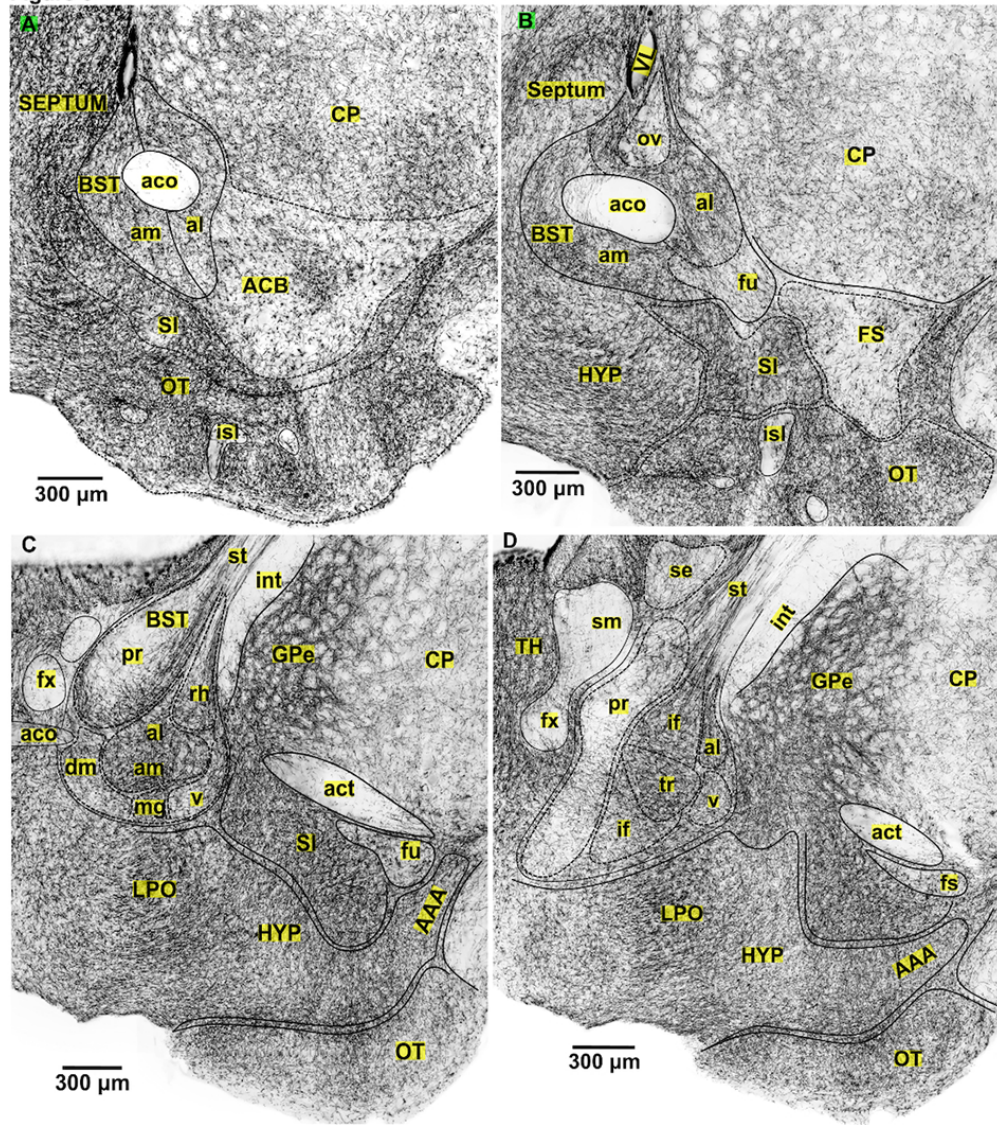 A
SEPTUM
CP
BST
aco
am
al
ACB
SI
OT
isl
300 µm
B
VL
Septum
ov
CP
aco
al
BST
am
fu
FS
SI
HYP
isl
OT
300 µm
C
st
int
BST
pr
GPe
CP
fx
rh
aco
al
dm
am
act
mg
v
SI
fu
LPO
AAA
HYP
OT
300 µm
D
se
st
sm
int
TH
GPe
CP
pr
fx
if
al
tr
v
act
if
fs
LPO
HYP
AAA
OT
300 µm